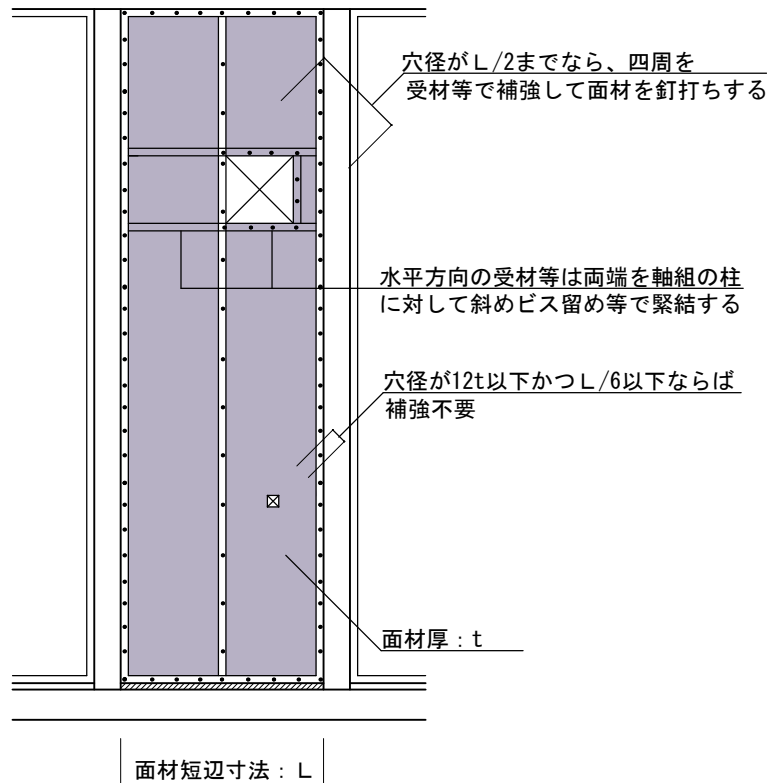 穴径がL/2までなら、四周を
受材等で補強して面材を釘打ちする
水平方向の受材等は両端を軸組の柱
に対して斜めビス留め等で緊結する
穴径が12t以下かつL/6以下ならば
補強不要
面材厚：t
面材短辺寸法：L